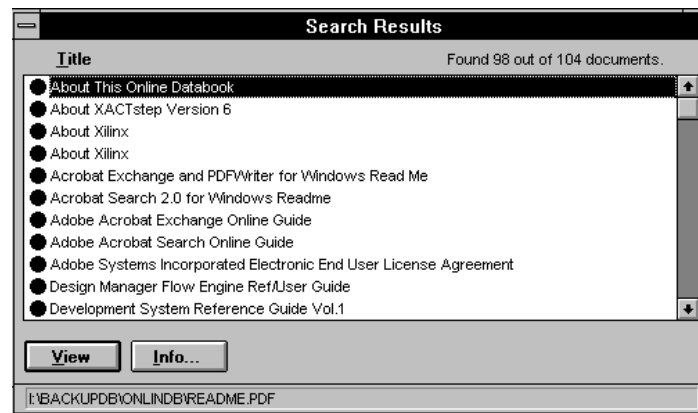 Search Results
Title Found 98 out of 104 documents.
About This Online Databook
About XACTstep Version 6
About Xilinx
About Xilinx
Acrobat Exchange and PDFWriter for Windows Read Me
Acrobat Search 2.0 for Windows Readme
Adobe Acrobat Exchange Online Guide
Adobe Acrobat Search Online Guide
Adobe Systems Incorporated Electronic End User License Agreement
Design Manager Flow Engine Ref/User Guide
Development System Reference Guide Vol.1
View Info...
I:\BACKUPDB\ONLINDB\README.PDF